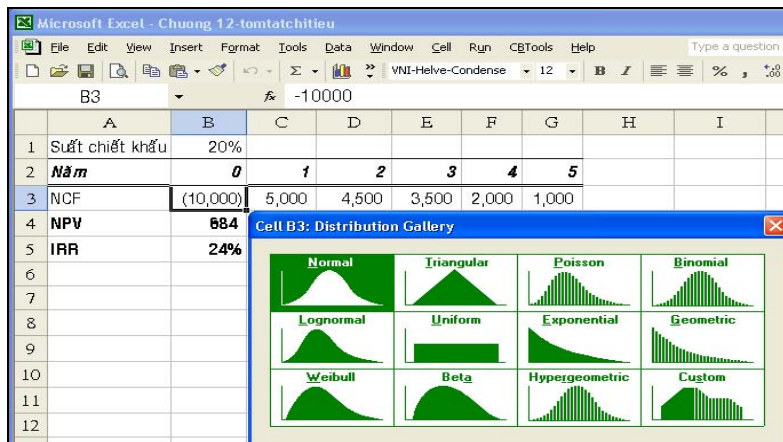 Microsoft Excel - Chuong 12-tomtatchitieu
File Edit View Insert Format Tools Data Window Cell Run CBTools Help Type a question
Σ VNI-Helve-Condense 12 B I % ,
B3 fx -10000
A B C D E F G H I
1 Suất chiết khấu 20%
2 Năm 0 1 2 3 4 5
3 NCF (10,000) 5,000 4,500 3,500 2,000 1,000
4 NPV 684
5 IRR 24%
6
7
8
9
10
11
12
Cell B3: Distribution Gallery
Normal Triangular Poisson Binomial
Lognormal Uniform Exponential Geometric
Weibull Beta Hypergeometric Custom